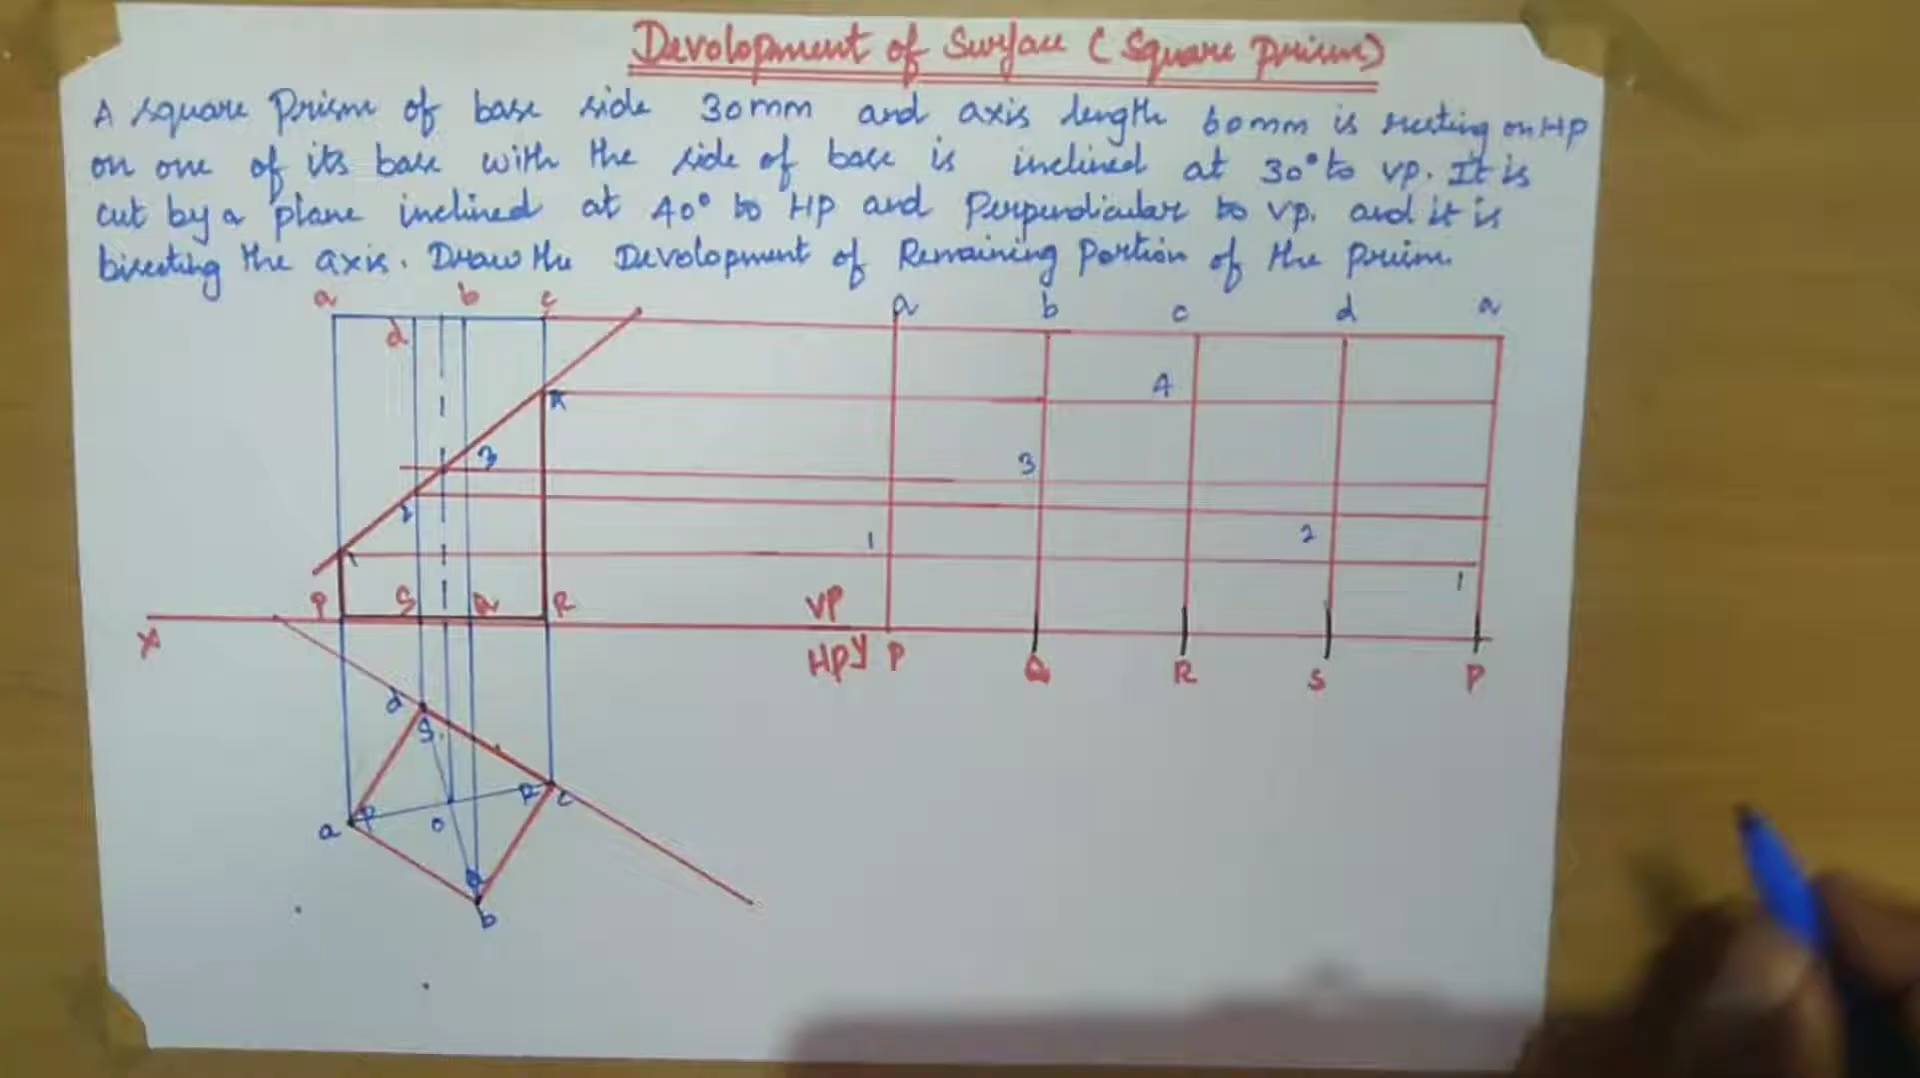 Devolopment of Surface (Square prism)
A square Prism of base side 30mm and axis length 60mm is resting on HP
on one of its base with the side of base is inclined at 30° to VP. It is
cut by a plane inclined at 40° to HP and Perpendicular to VP. and it is
bisecting the axis. Draw the Devolopment of Remaining Portion of the prism.
a b c a b c d a
d
4
3 3
2 1 2
1 1
P S Q R VP
X HP Y P Q R S P
d
S
R c
a P o
Q
b